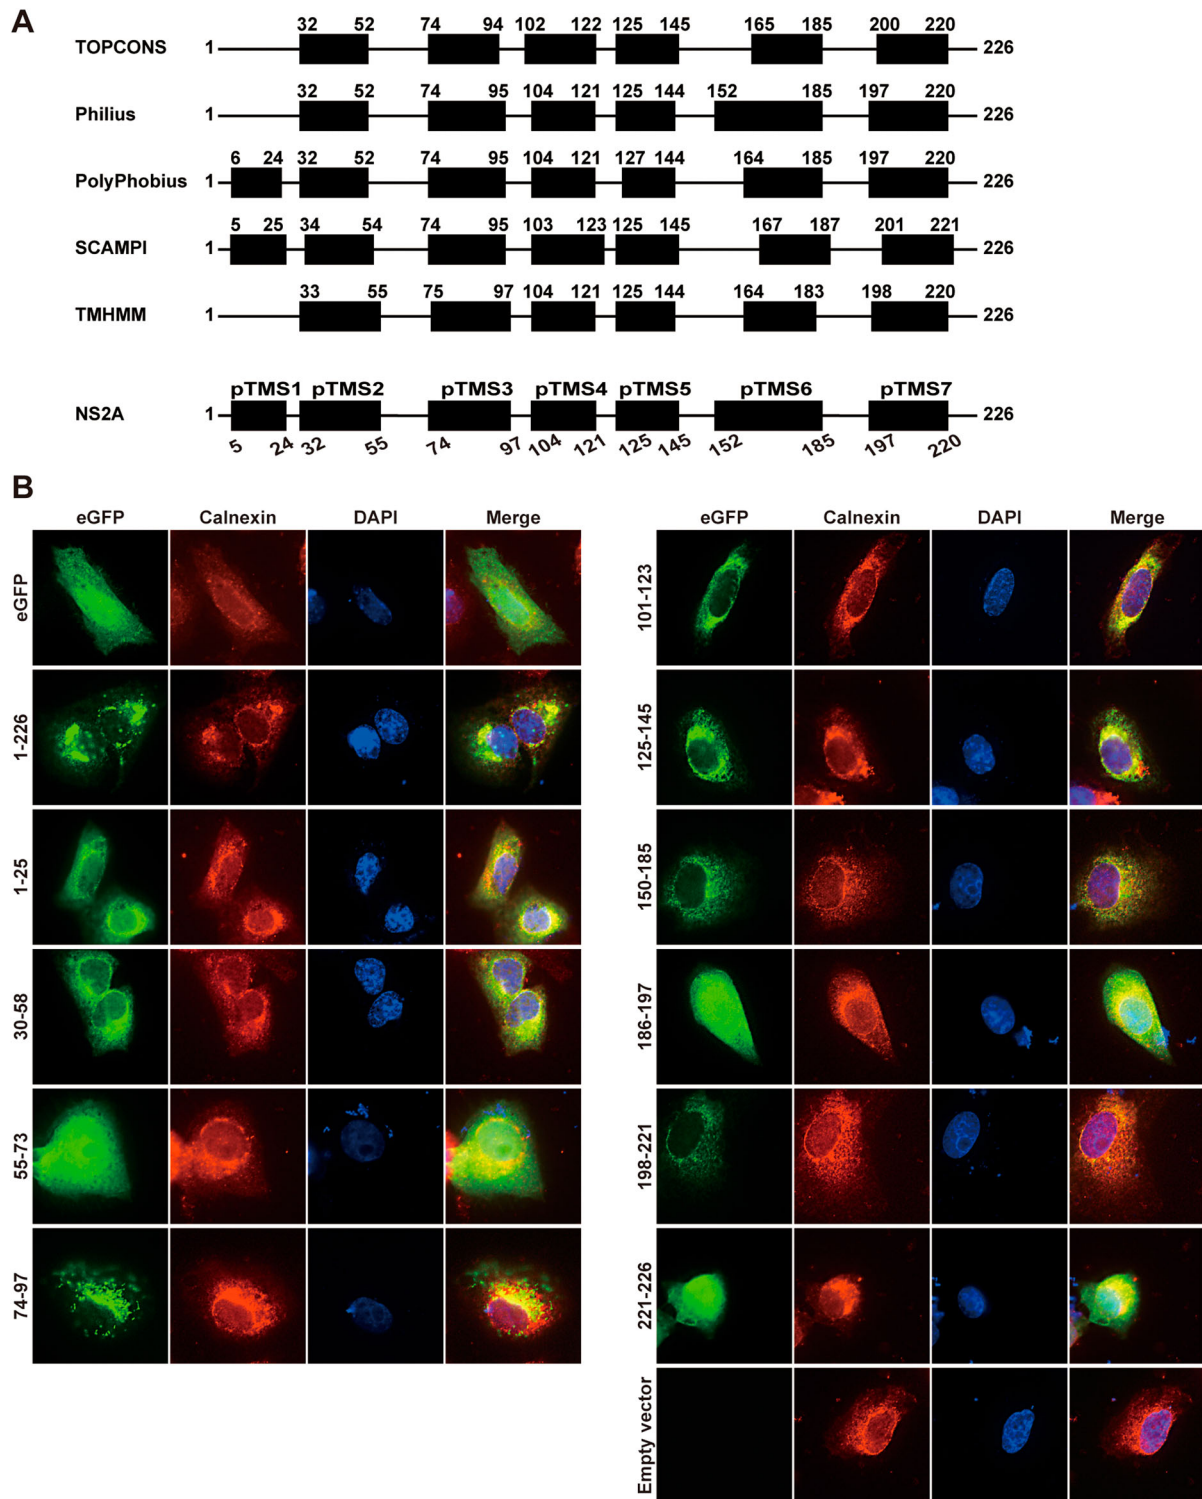 A
32 52 74 94 102 122 125 145 165 185 200 220
TOPCONS 1 226
32 52 74 95 104 121 125 144 152 185 197 220
Philius 1 226
6 24 32 52 74 95 104 121 127 144 164 185 197 220
PolyPhobius 1 226
5 25 34 54 74 95 103 123 125 145 167 187 201 221
SCAMPI 1 226
33 55 75 97 104 121 125 144 164 183 198 220
TMHMM 1 226
pTMS1 pTMS2 pTMS3 pTMS4 pTMS5 pTMS6 pTMS7
NS2A 1 226
5 24 32 55 74 97 104 121 125 145 152 185 197 220
B
eGFP Calnexin DAPI Merge
eGFP
1-226
1-25
30-58
55-73
74-97
eGFP Calnexin DAPI Merge
101-123
125-145
150-185
186-197
198-221
221-226
Empty vector